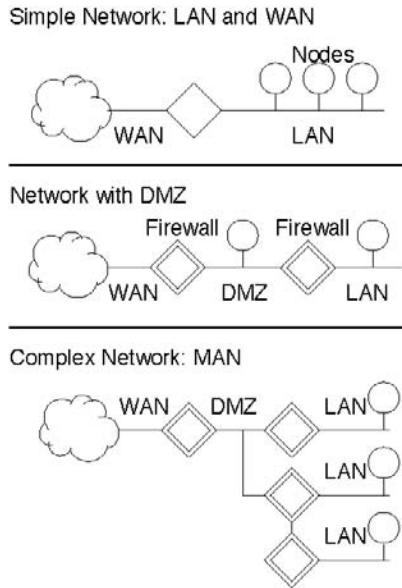 Simple Network: LAN and WAN
Nodes
WAN LAN
Network with DMZ
Firewall Firewall
WAN DMZ LAN
Complex Network: MAN
WAN DMZ LAN
LAN
LAN